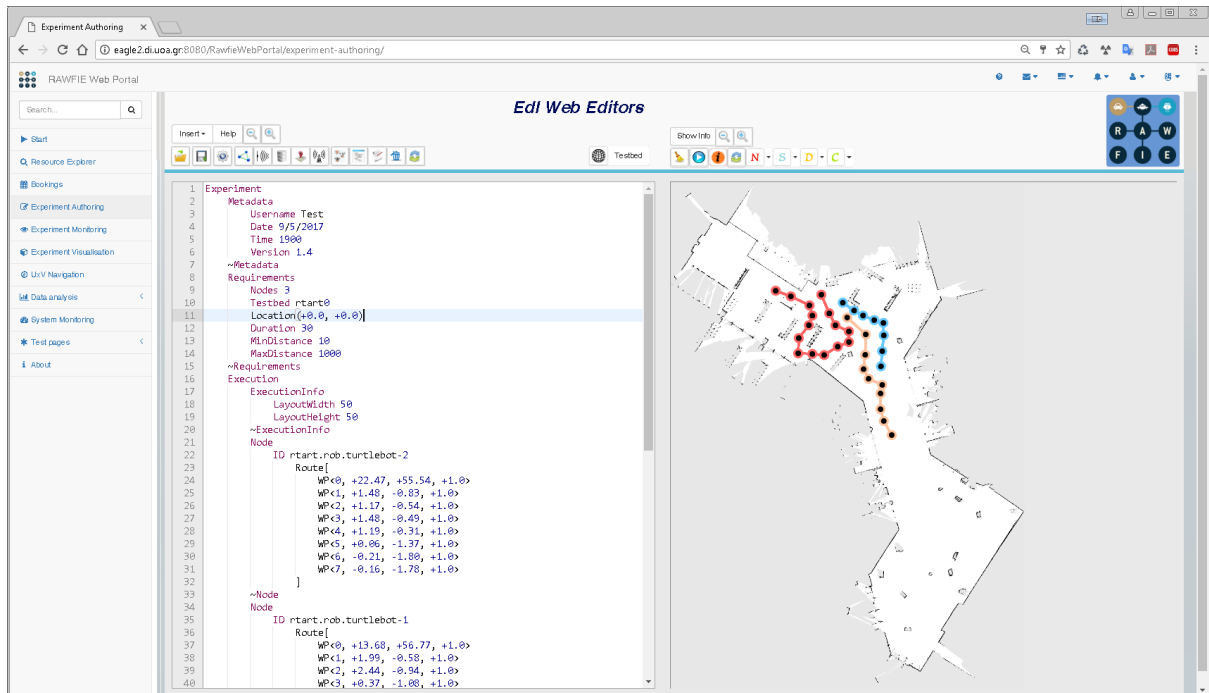 Experiment Authoring
eagle2.di.uoa.gr:8080/RawfieWebPortal/experiment-authoring/
RAWFIE Web Portal
Search...
Start
Resource Explorer
Bookings
Experiment Authoring
Experiment Monitoring
Experiment Visualisation
UxV Navigation
Data analysis
System Monitoring
Test pages
About
Edl Web Editors
Insert Help
Testbed
Show Info
N S D C
R A W
F I E
1 Experiment
2 Metadata
3 Username Test
4 Date 9/5/2017
5 Time 1900
6 Version 1.4
7 ~Metadata
8 Requirements
9 Nodes 3
10 Testbed rtart0
11 Location(+0.0, +0.0)
12 Duration 30
13 MinDistance 10
14 MaxDistance 1000
15 ~Requirements
16 Execution
17 ExecutionInfo
18 LayoutWidth 50
19 LayoutHeight 50
20 ~ExecutionInfo
21 Node
22 ID rtart.rob.turtlebot-2
23 Route[
24 WP<0, +22.47, +55.54, +1.0>
25 WP<1, +1.48, -0.83, +1.0>
26 WP<2, +1.17, -0.54, +1.0>
27 WP<3, +1.48, -0.49, +1.0>
28 WP<4, +1.19, -0.31, +1.0>
29 WP<5, +0.06, -1.37, +1.0>
30 WP<6, -0.21, -1.80, +1.0>
31 WP<7, -0.16, -1.78, +1.0>
32 ]
33 ~Node
34 Node
35 ID rtart.rob.turtlebot-1
36 Route[
37 WP<0, +13.68, +56.77, +1.0>
38 WP<1, +1.99, -0.58, +1.0>
39 WP<2, +2.44, -0.94, +1.0>
40 WP<3, +0.37, -1.08, +1.0>